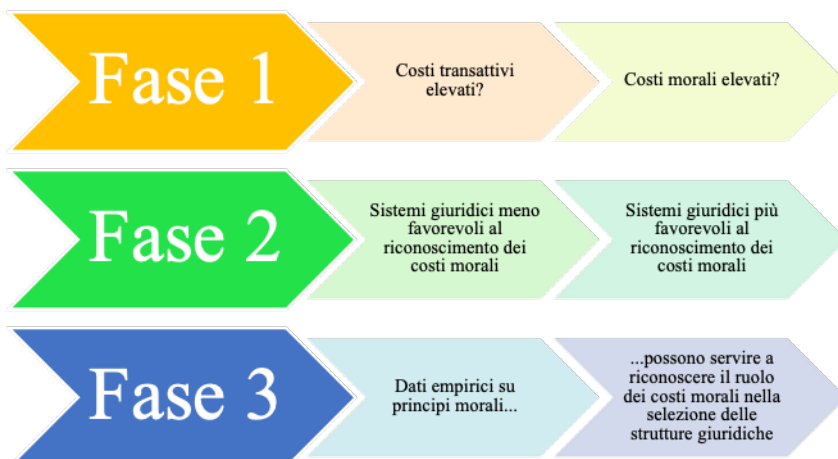 Fase 1
Costi transattivi
elevati?
Costi morali elevati?
Fase 2
Sistemi giuridici meno
favorevoli al
riconoscimento dei
costi morali
Sistemi giuridici più
favorevoli al
riconoscimento dei
costi morali
Fase 3
Dati empirici su
principi morali...
...possono servire a
riconoscere il ruolo
dei costi morali nella
selezione delle
strutture giuridiche